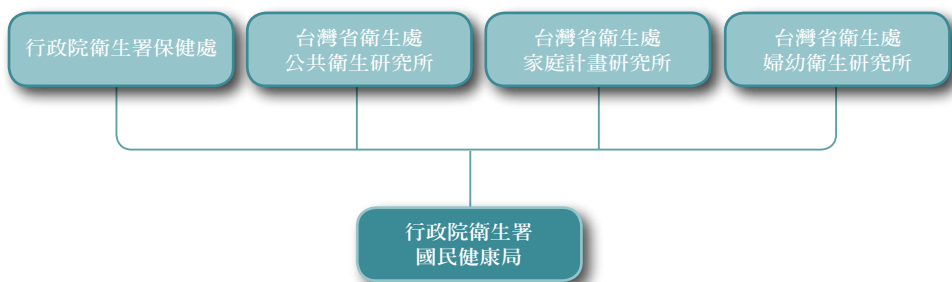 行政院衛生署保健處
台灣省衛生處
公共衛生研究所
台灣省衛生處
家庭計畫研究所
台灣省衛生處
婦幼衛生研究所
行政院衛生署
國民健康局